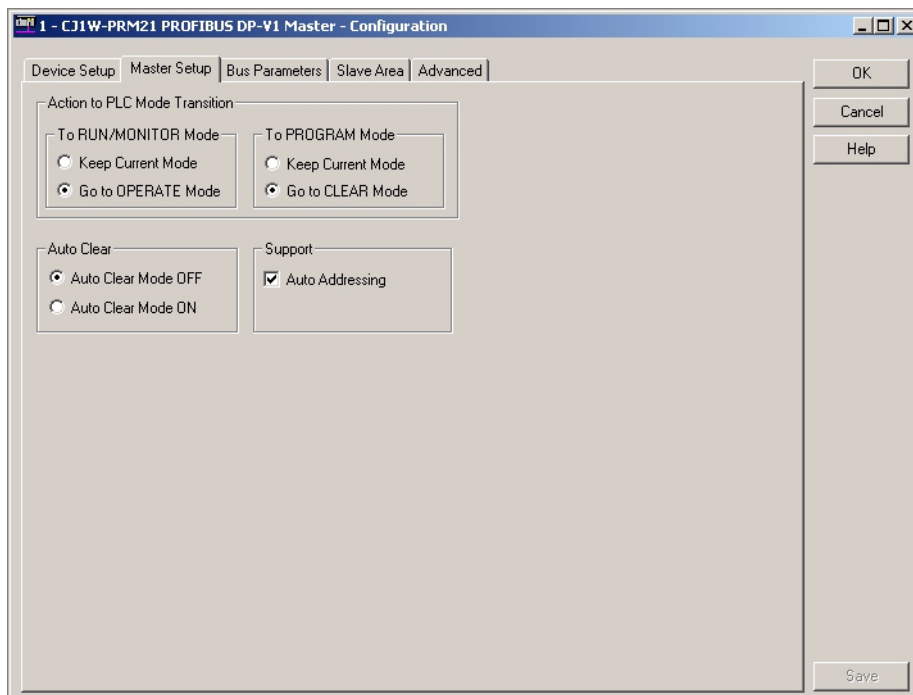 1 - CJ1W-PRM21 PROFIBUS DP-V1 Master - Configuration
Device Setup Master Setup Bus Parameters Slave Area Advanced
OK
Cancel
Help
Action to PLC Mode Transition
To RUN/MONITOR Mode
Keep Current Mode
Go to OPERATE Mode
To PROGRAM Mode
Keep Current Mode
Go to CLEAR Mode
Auto Clear
Auto Clear Mode OFF
Auto Clear Mode ON
Support
Auto Addressing
Save